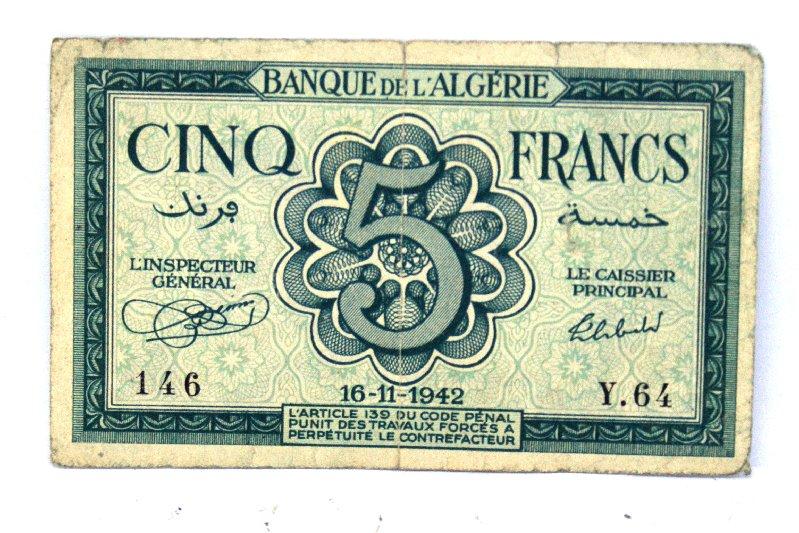 BANQUE DE L'ALGÉRIE
CINQ 5 FRANCS
خمسة فرنك
L'INSPECTEUR
GÉNÉRAL
LE CAISSIER
PRINCIPAL
146
16-11-1942
Y.64
L'ARTICLE 139 DU CODE PÉNAL
PUNIT DES TRAVAUX FORCÉS A
PERPÉTUITÉ LE CONTREFACTEUR